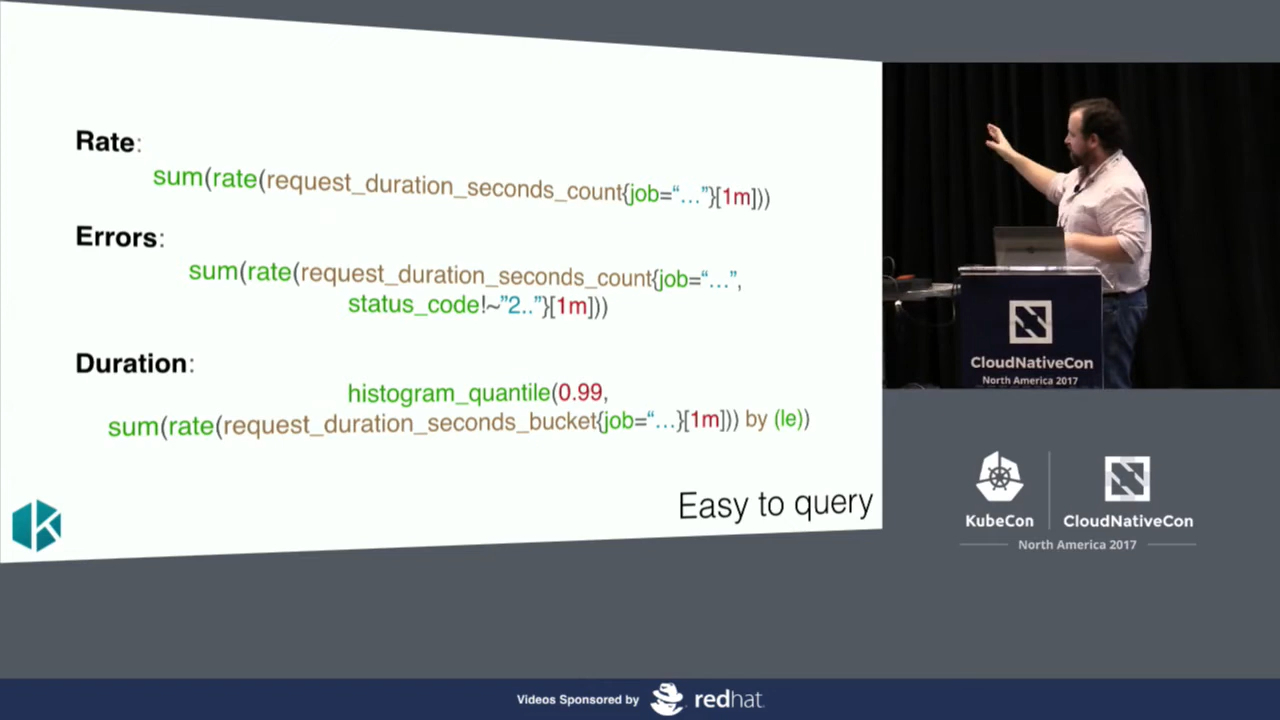 Rate:
sum(rate(request_duration_seconds_count{job=“…”}[1m]))
Errors:
sum(rate(request_duration_seconds_count{job=“…”,
status_code!~”2..”}[1m]))
Duration:
histogram_quantile(0.99,
sum(rate(request_duration_seconds_bucket{job=“…}[1m])) by (le))
Easy to query
CloudNativeCon
North America 2017
KubeCon
CloudNativeCon
North America 2017
Videos Sponsored by
redhat.